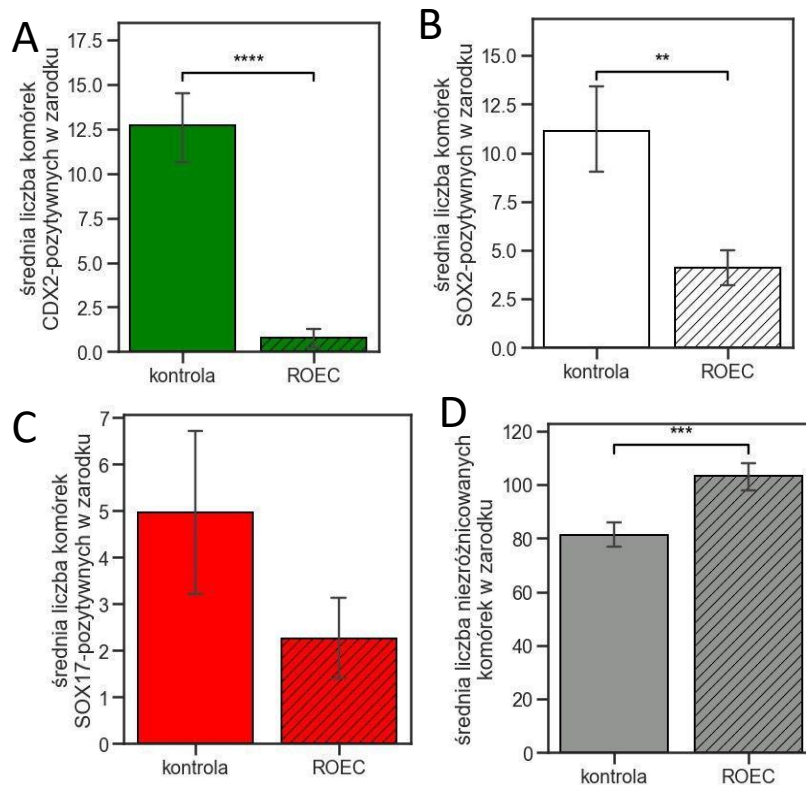 A
średnia liczba komórek
CDX2-pozytywnych w zarodku
17.5
15.0
12.5
10.0
7.5
5.0
2.5
0.0
****
kontrola
ROEC
B
średnia liczba komórek
SOX2-pozytywnych w zarodku
15.0
12.5
10.0
7.5
5.0
2.5
0.0
**
kontrola
ROEC
C
średnia liczba komórek
SOX17-pozytywnych w zarodku
7
6
5
4
3
2
1
0
kontrola
ROEC
D
średnia liczba niezróżnicowanych
komórek w zarodku
120
100
80
60
40
20
0
***
kontrola
ROEC